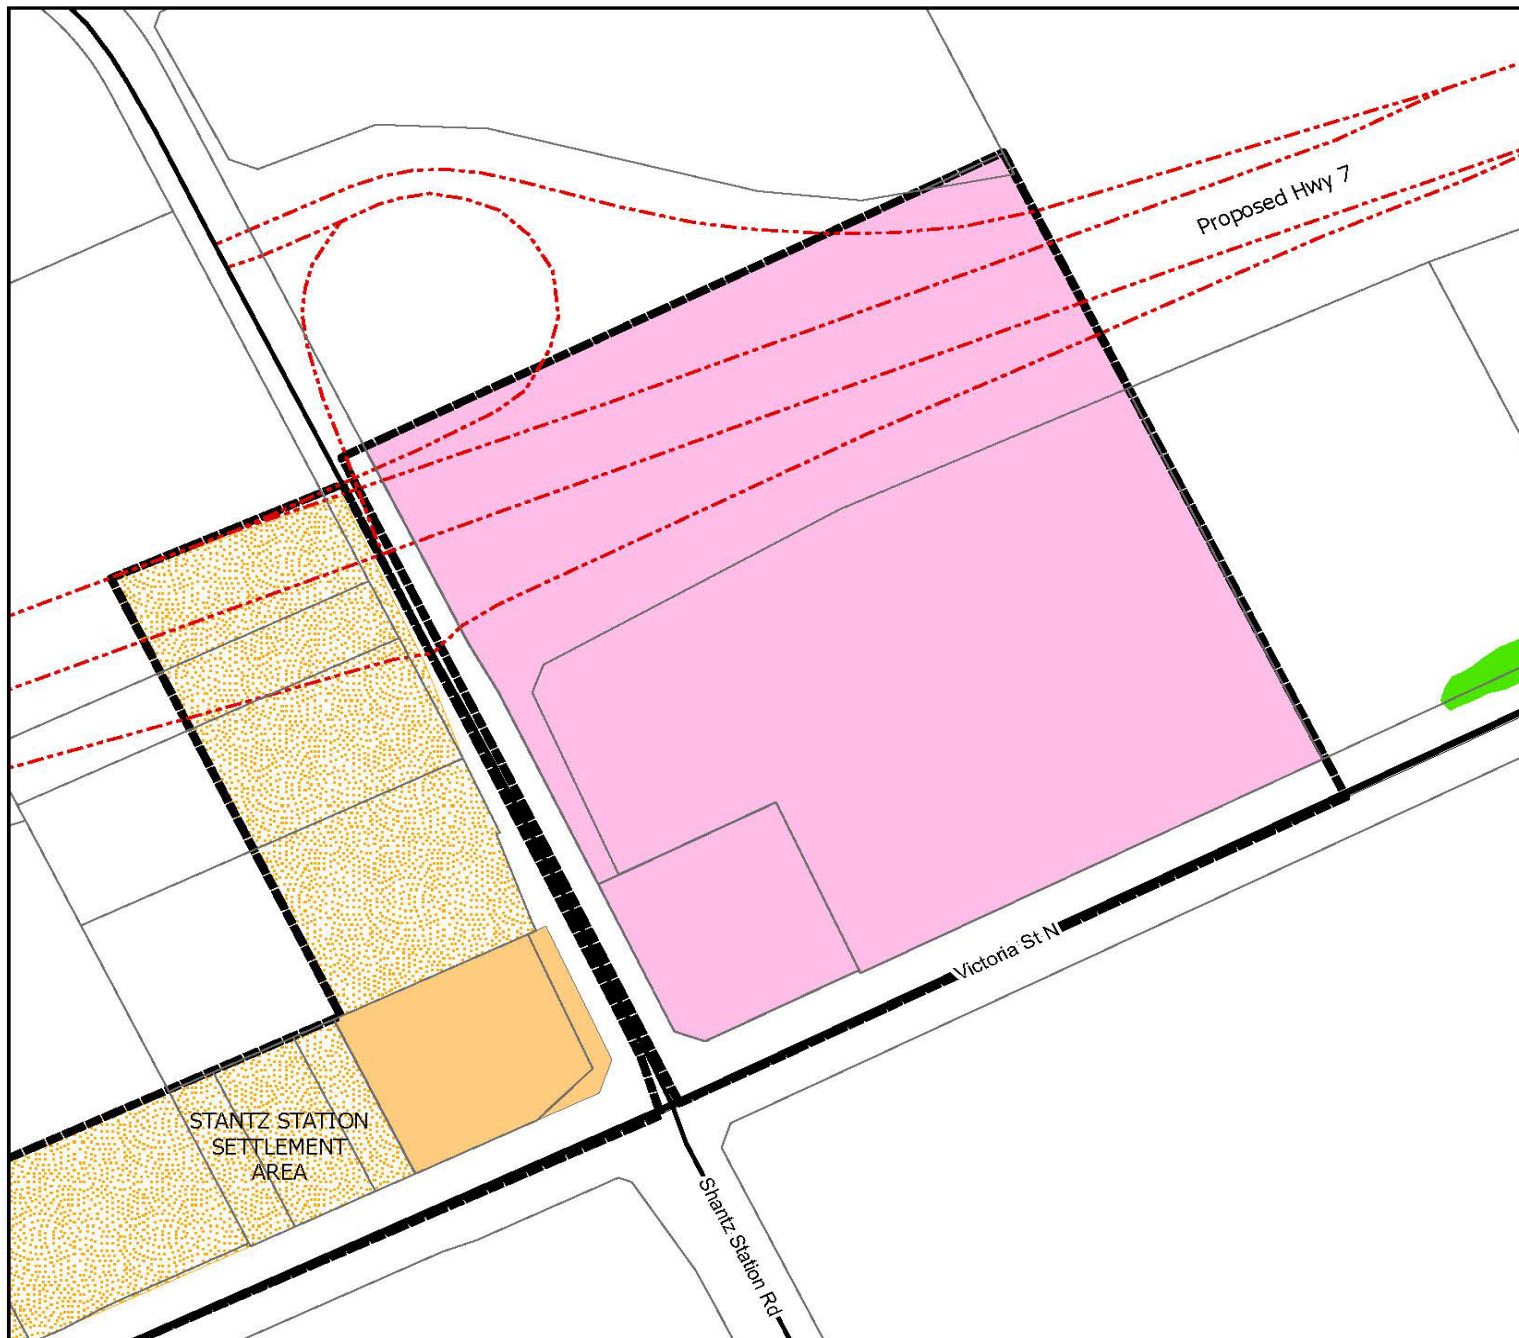 Proposed Hwy 7
Victoria St N
STANTZ STATION
SETTLEMENT
AREA
Shantz Station Rd